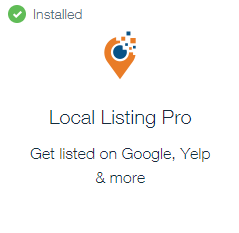 Installed
Local Listing Pro
Get listed on Google, Yelp
& more